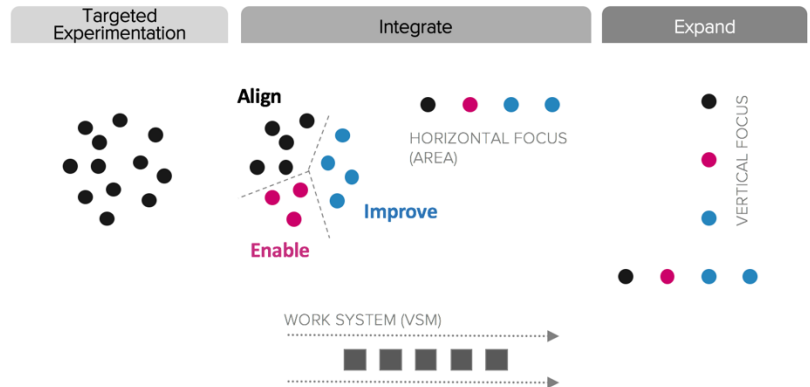 Targeted
Experimentation
Integrate
Expand
Align
Improve
Enable
HORIZONTAL FOCUS
(AREA)
VERTICAL FOCUS
WORK SYSTEM (VSM)